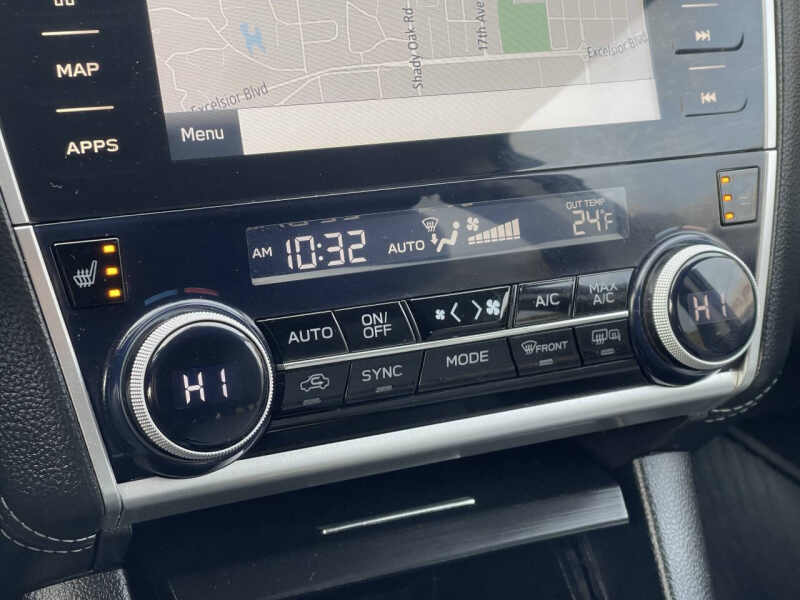 MAP
APPS
Shady Oak Rd
17th Ave
Excelsior Blvd
Excelsior Blvd
Menu
AM 10:32
AUTO
OUT TEMP
24°F
HI
AUTO
ON/OFF
A/C
MAX A/C
SYNC
MODE
FRONT
HI